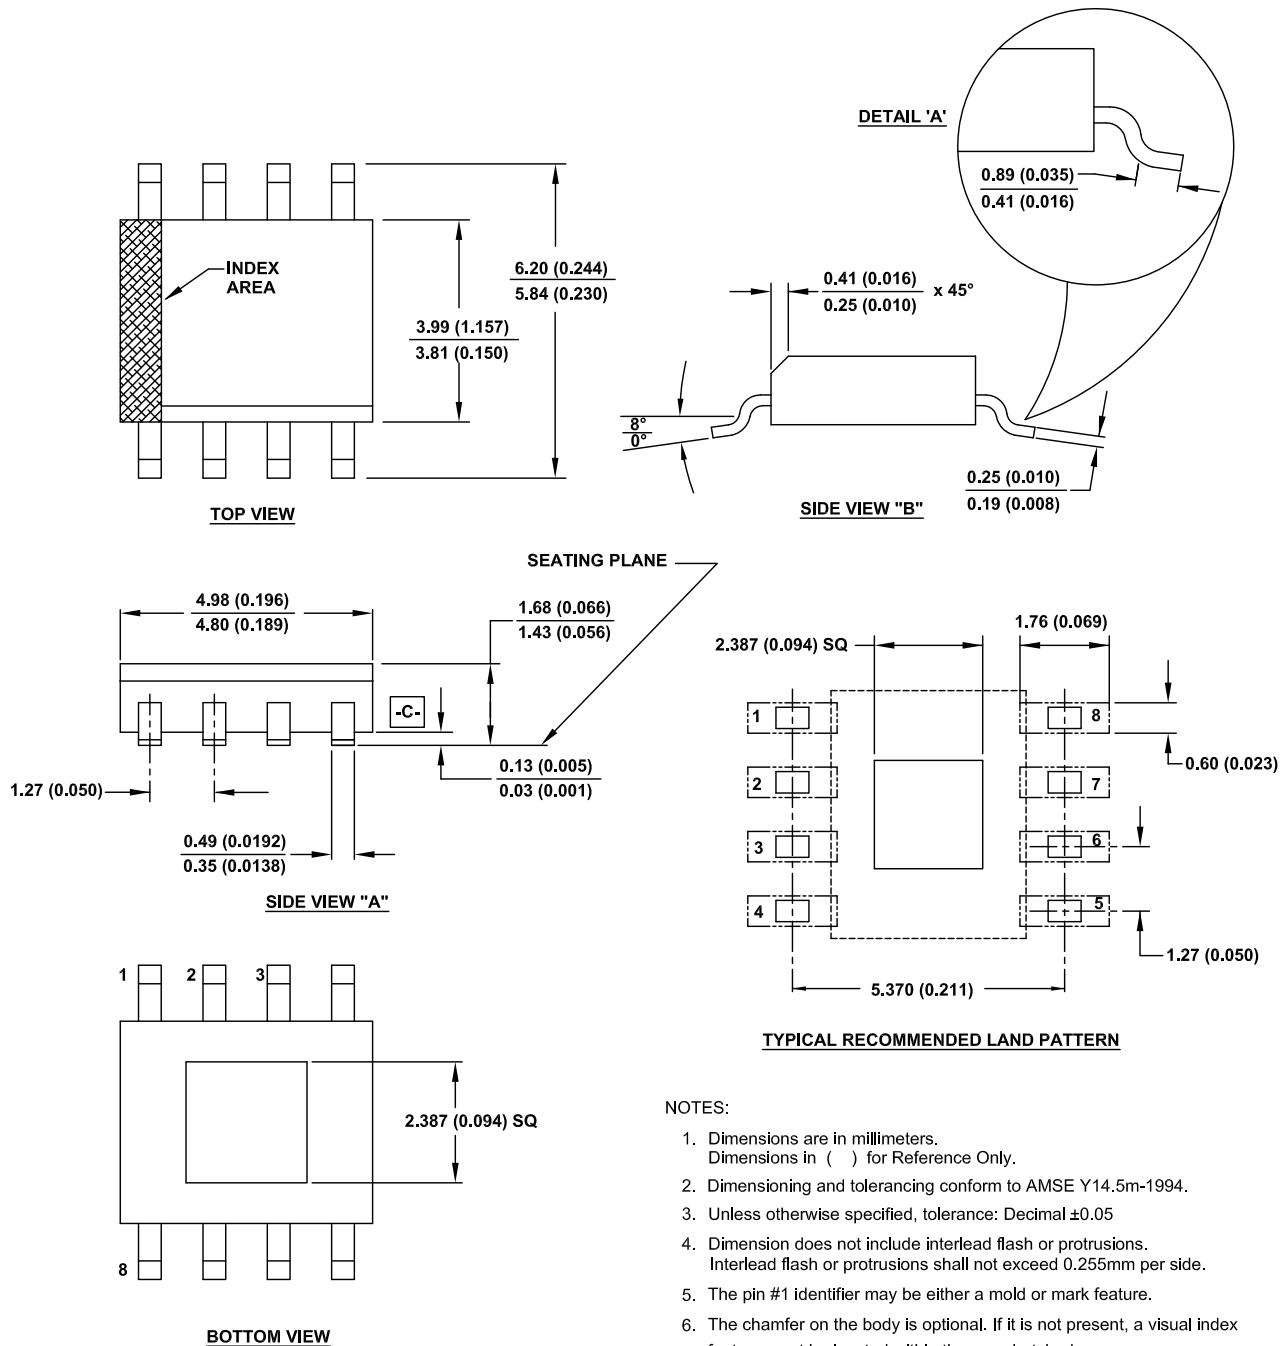 DETAIL 'A'
0.89 (0.035)
0.41 (0.016)
INDEX
AREA
6.20 (0.244)
5.84 (0.230)
3.99 (1.157)
3.81 (0.150)
TOP VIEW
0.41 (0.016)
0.25 (0.010)
x 45°
8°
0°
0.25 (0.010)
0.19 (0.008)
SIDE VIEW "B"
SEATING PLANE
4.98 (0.196)
4.80 (0.189)
1.68 (0.066)
1.43 (0.056)
-C-
0.13 (0.005)
0.03 (0.001)
1.27 (0.050)
0.49 (0.0192)
0.35 (0.0138)
SIDE VIEW "A"
2.387 (0.094) SQ
1.76 (0.069)
1
8
0.60 (0.023)
2
7
3
6
4
5
1.27 (0.050)
5.370 (0.211)
TYPICAL RECOMMENDED LAND PATTERN
1
2
3
2.387 (0.094) SQ
8
BOTTOM VIEW
NOTES:
1. Dimensions are in millimeters.
Dimensions in ( ) for Reference Only.
2. Dimensioning and tolerancing conform to AMSE Y14.5m-1994.
3. Unless otherwise specified, tolerance: Decimal ±0.05
4. Dimension does not include interlead flash or protrusions.
Interlead flash or protrusions shall not exceed 0.255mm per side.
5. The pin #1 identifier may be either a mold or mark feature.
6. The chamfer on the body is optional. If it is not present, a visual index